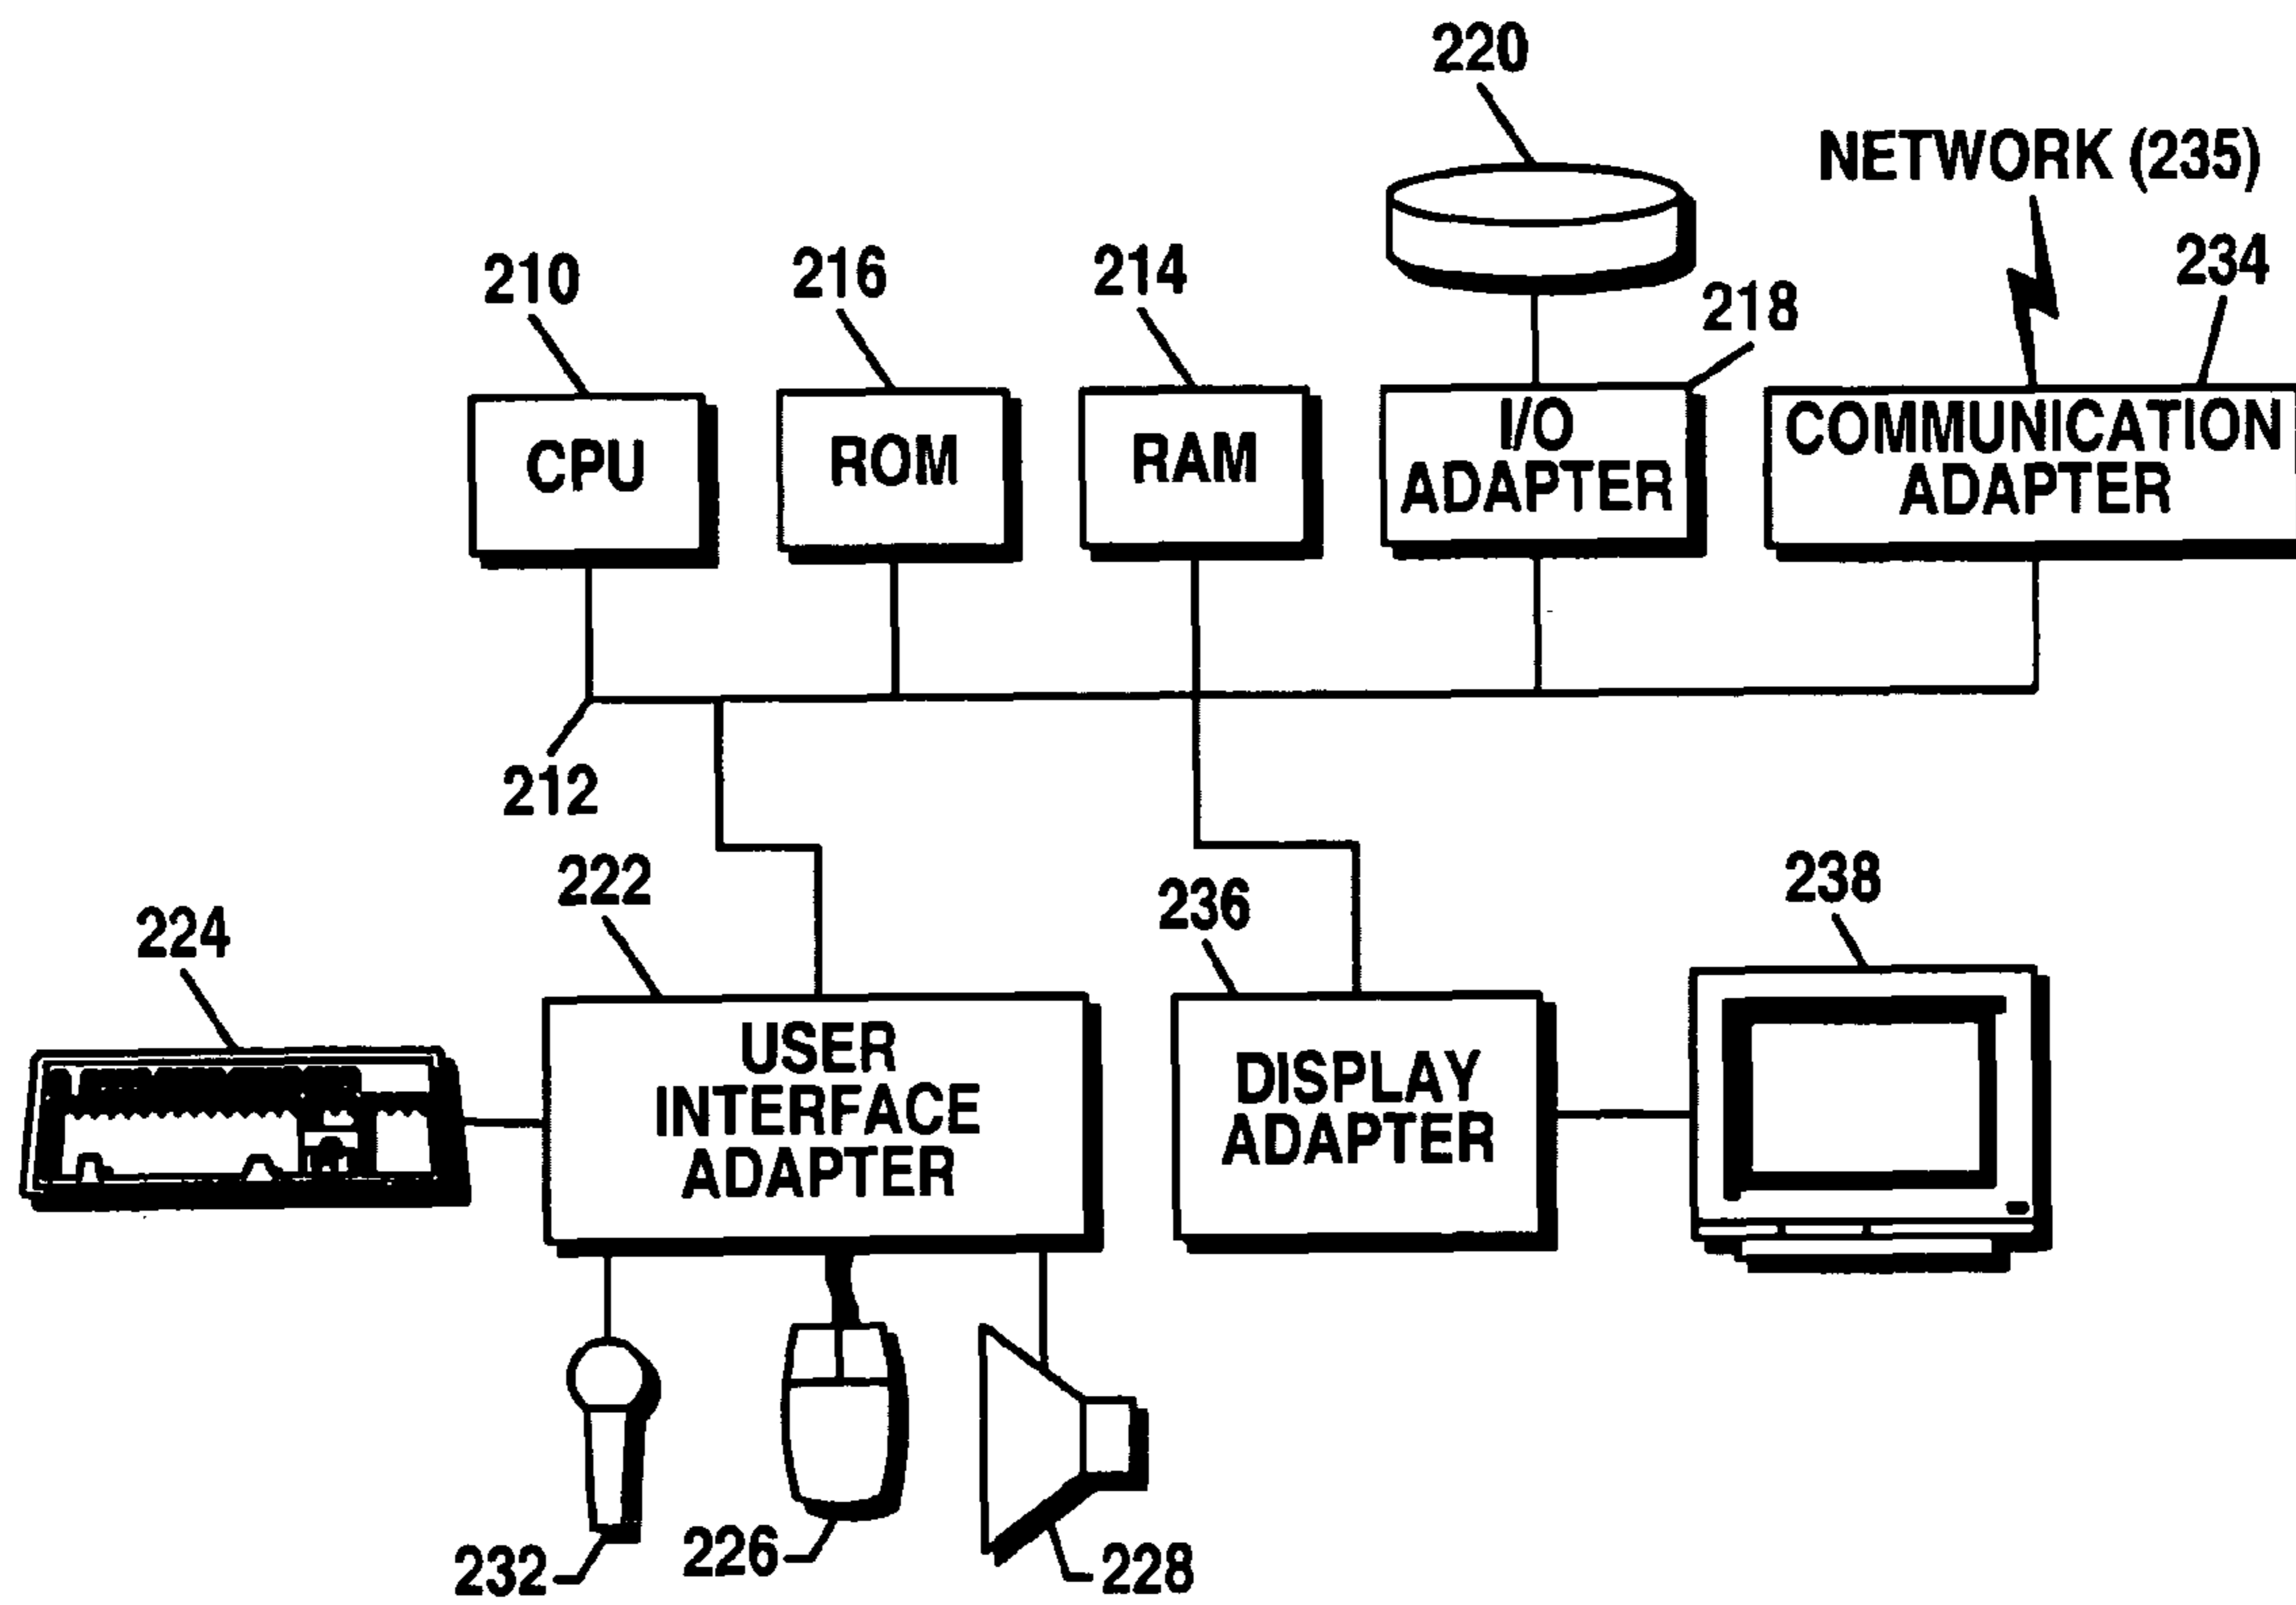 220
NETWORK (235)
234
210
216
214
218
CPU
ROM
RAM
I/O
ADAPTER
COMMUNICATION
ADAPTER
212
222
236
238
224
USER
INTERFACE
ADAPTER
DISPLAY
ADAPTER
232
226
228